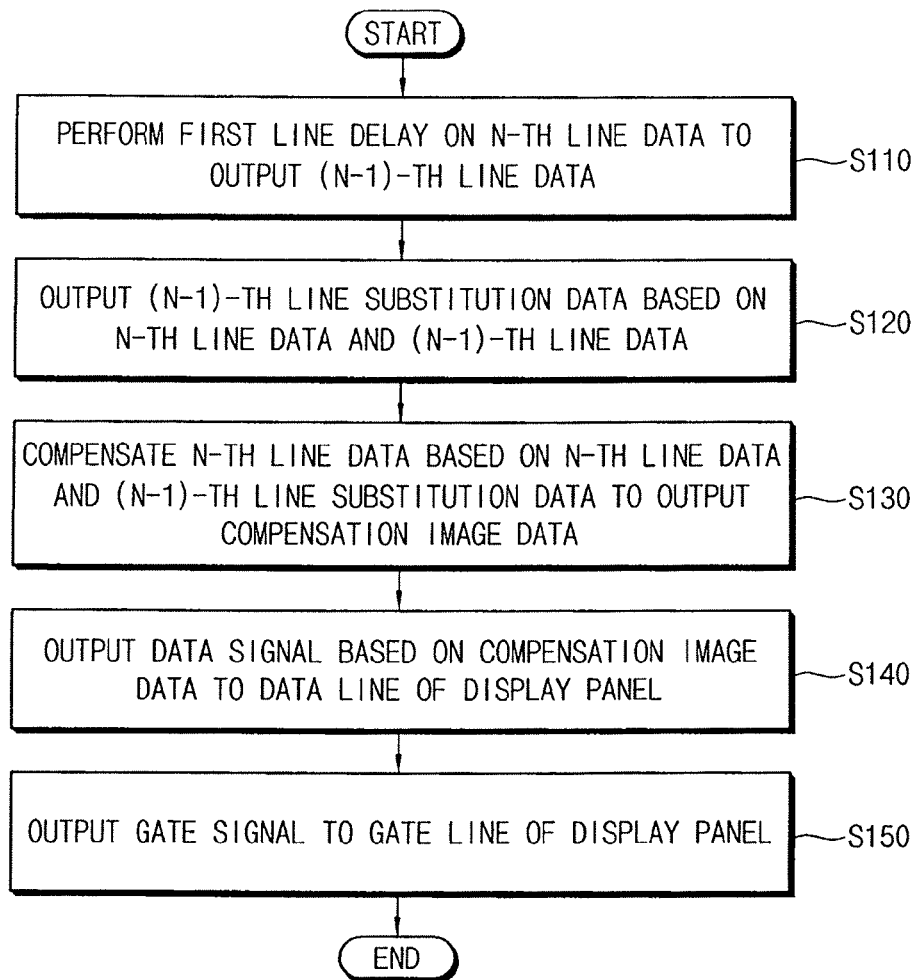 START
PERFORM FIRST LINE DELAY ON N-TH LINE DATA TO
OUTPUT (N-1)-TH LINE DATA
S110
OUTPUT (N-1)-TH LINE SUBSTITUTION DATA BASED ON
N-TH LINE DATA AND (N-1)-TH LINE DATA
S120
COMPENSATE N-TH LINE DATA BASED ON N-TH LINE DATA
AND (N-1)-TH LINE SUBSTITUTION DATA TO OUTPUT
COMPENSATION IMAGE DATA
S130
OUTPUT DATA SIGNAL BASED ON COMPENSATION IMAGE
DATA TO DATA LINE OF DISPLAY PANEL
S140
OUTPUT GATE SIGNAL TO GATE LINE OF DISPLAY PANEL
S150
END